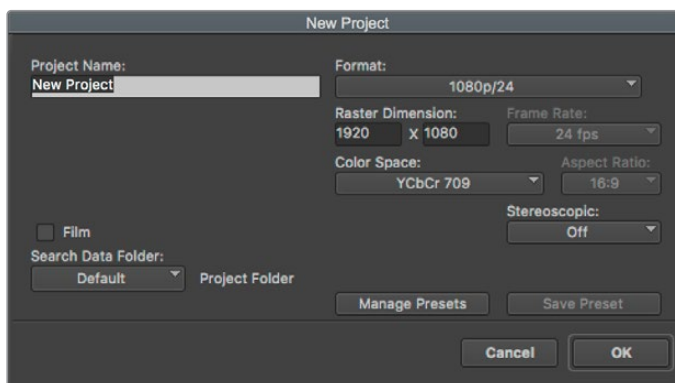 New Project
Project Name:
New Project
Format:
1080p/24
Raster Dimension:
1920 x 1080
Frame Rate:
24 fps
Color Space:
YCbCr 709
Aspect Ratio:
16:9
Stereoscopic:
Off
Film
Search Data Folder:
Default
Project Folder
Manage Presets
Save Preset
Cancel
OK